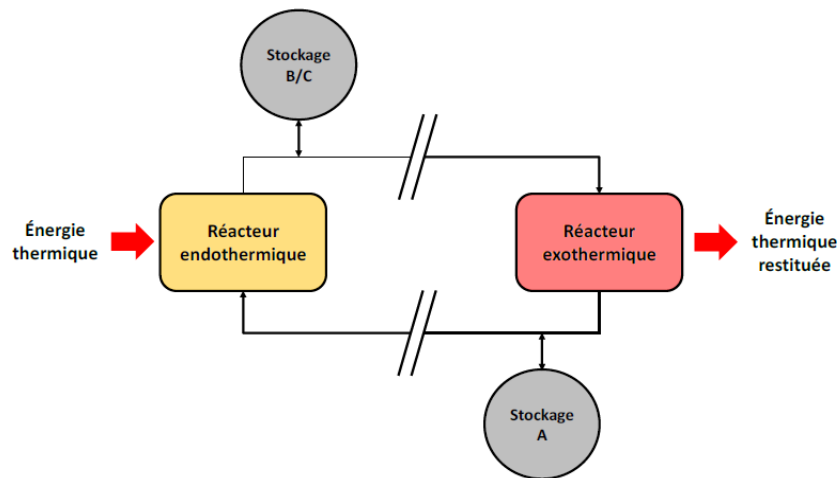 Stockage
B/C
Énergie
thermique
Réacteur
endothermique
Réacteur
exothermique
Énergie
thermique
restituée
Stockage
A